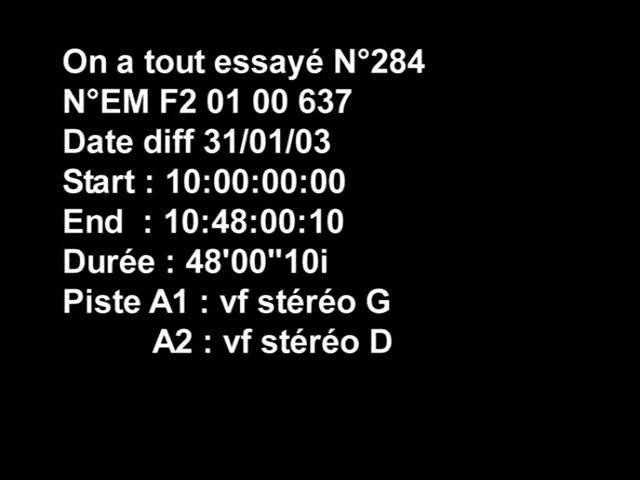 On a tout essayé N°284
N°EM F2 01 00 637
Date diff 31/01/03
Start : 10:00:00:00
End : 10:48:00:10
Durée : 48'00"10i
Piste A1 : vf stéréo G
A2 : vf stéréo D